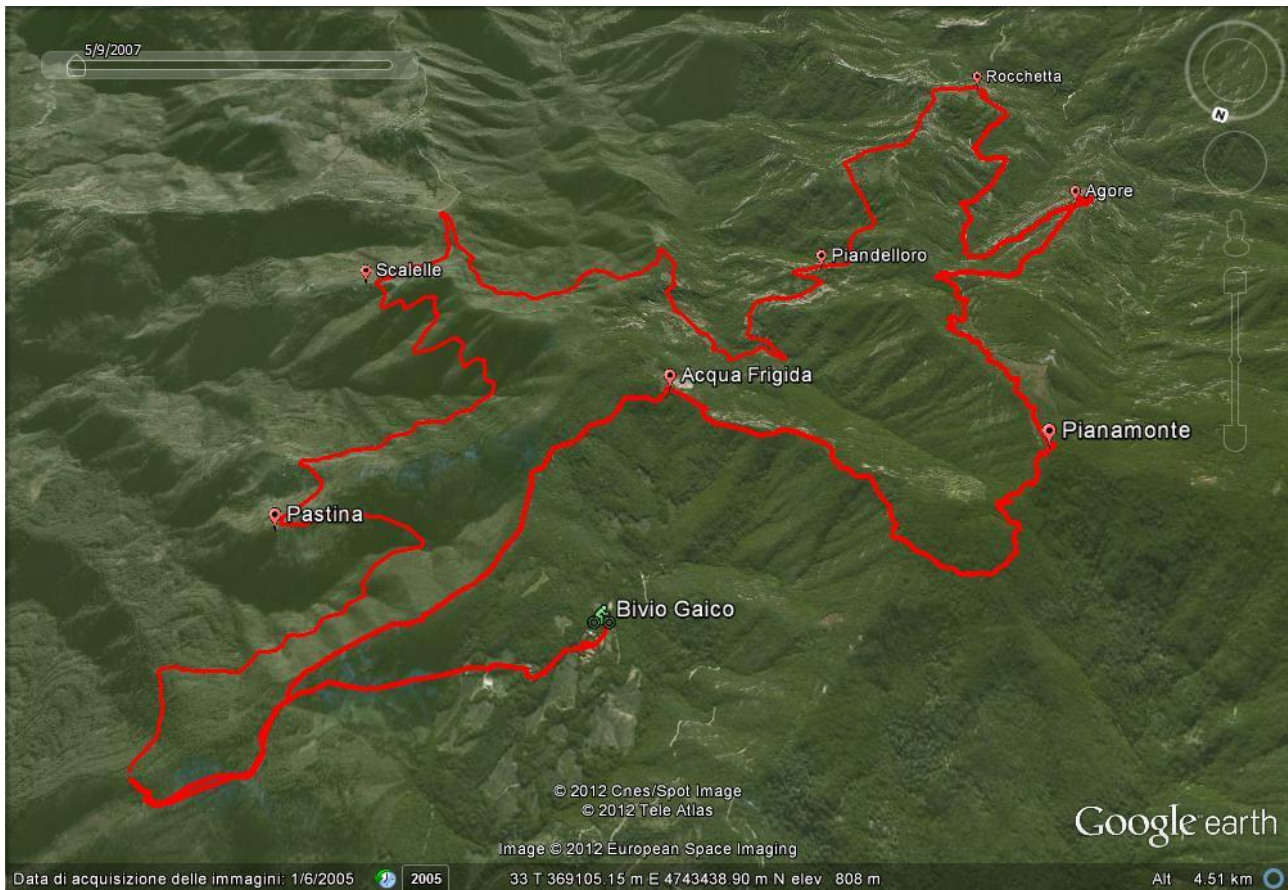 5/9/2007
Rocchetta
N
Agore
Piandelloro
Scalelle
Acqua Frigida
Pianamonte
Pastina
Bivio Gaico
© 2012 Cnes/Spot Image
© 2012 Tele Atlas
Image © 2012 European Space Imaging
Google earth
Data di acquisizione delle immagini: 1/6/2005 2005 33 T 369105.15 m E 4743438.90 m N elev 808 m Alt 4.51 km